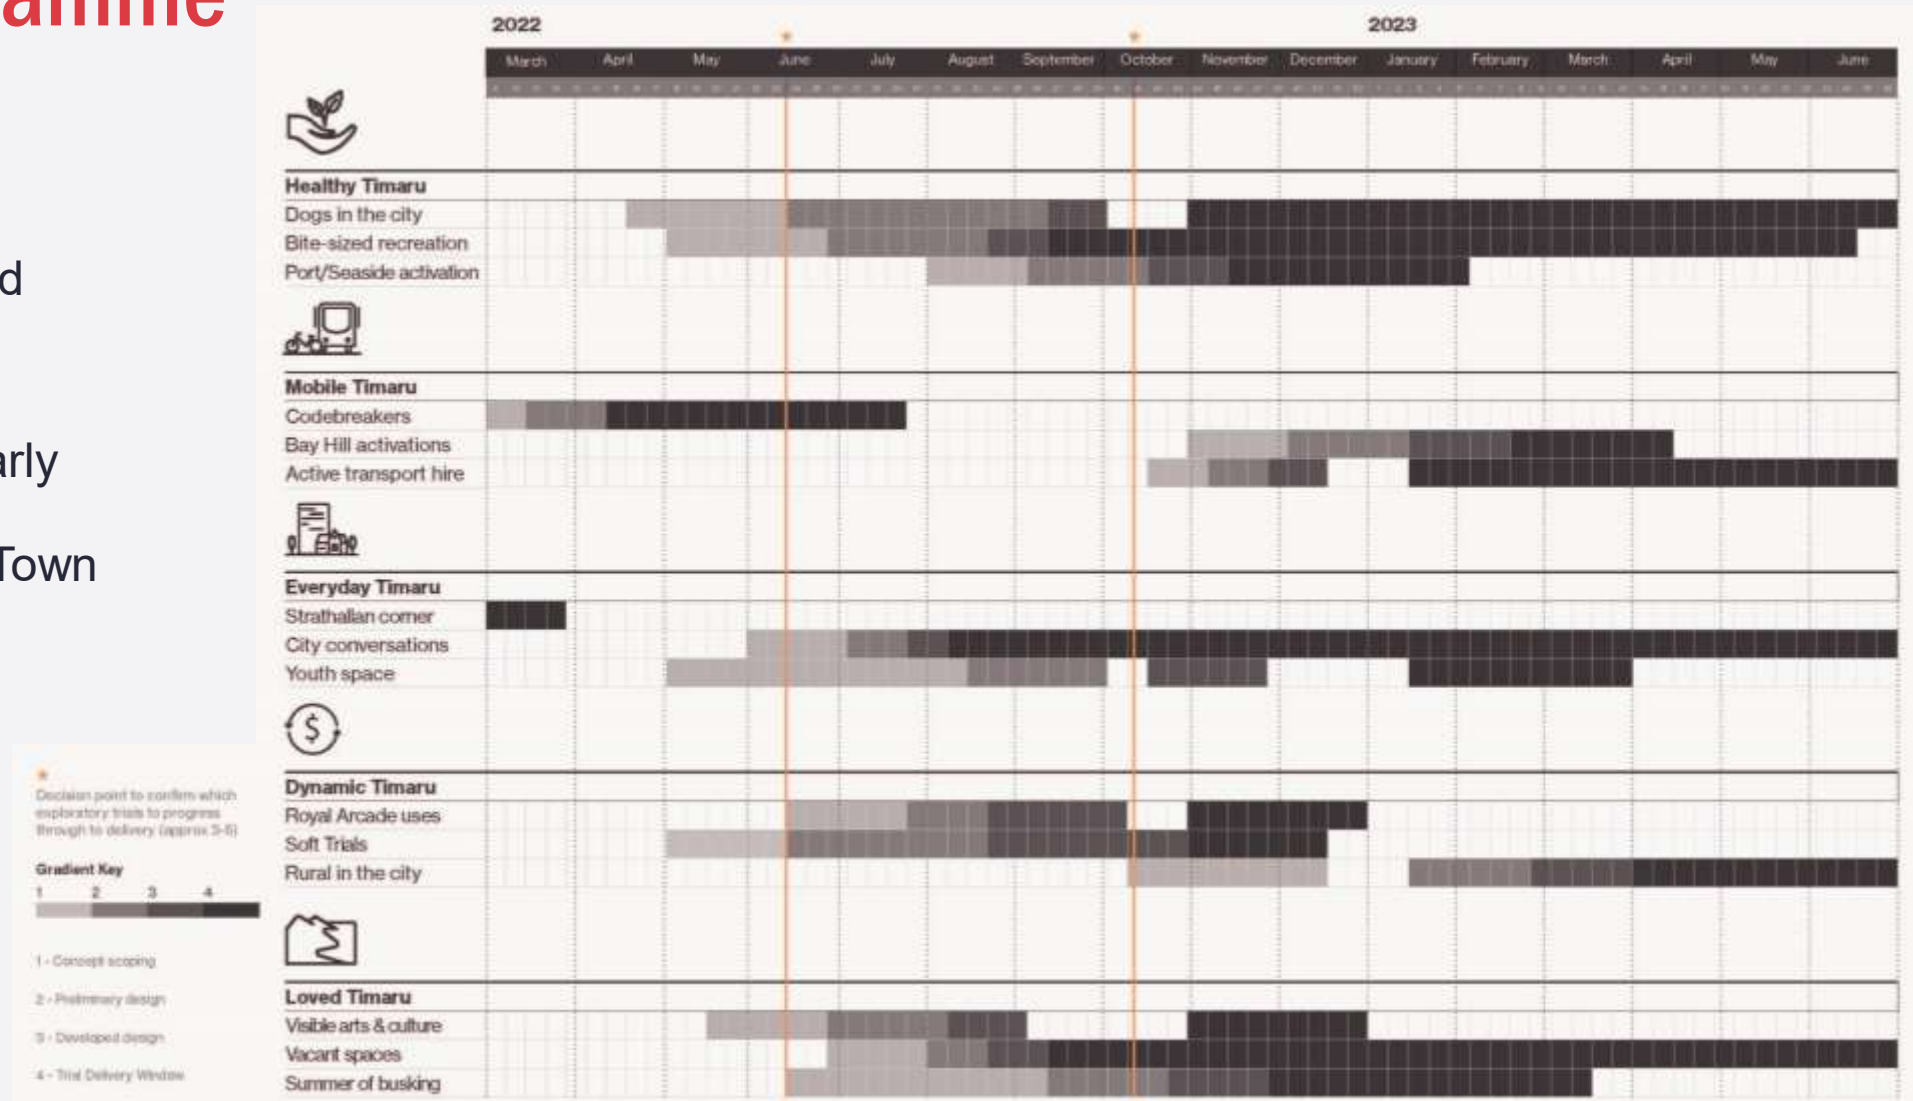 amme
d
arly
Town
2022 2023
March April May June July August September October November December January February March April May June
Healthy Timaru
Dogs in the city
Bite-sized recreation
Port/Seaside activation
Mobile Timaru
Codebreakers
Bay Hill activations
Active transport hire
Everyday Timaru
Strathallan corner
City conversations
Youth space
$
Dynamic Timaru
Royal Arcade uses
Soft Trials
Rural in the city
Loved Timaru
Visible arts & culture
Vacant spaces
Summer of busking
Decision point to confirm which
exploratory trials to progress
through to delivery (approx 3-5)
Gradient Key
1 2 3 4
1 - Concept scoping
2 - Preliminary design
3 - Developed design
4 - Trial Delivery Window